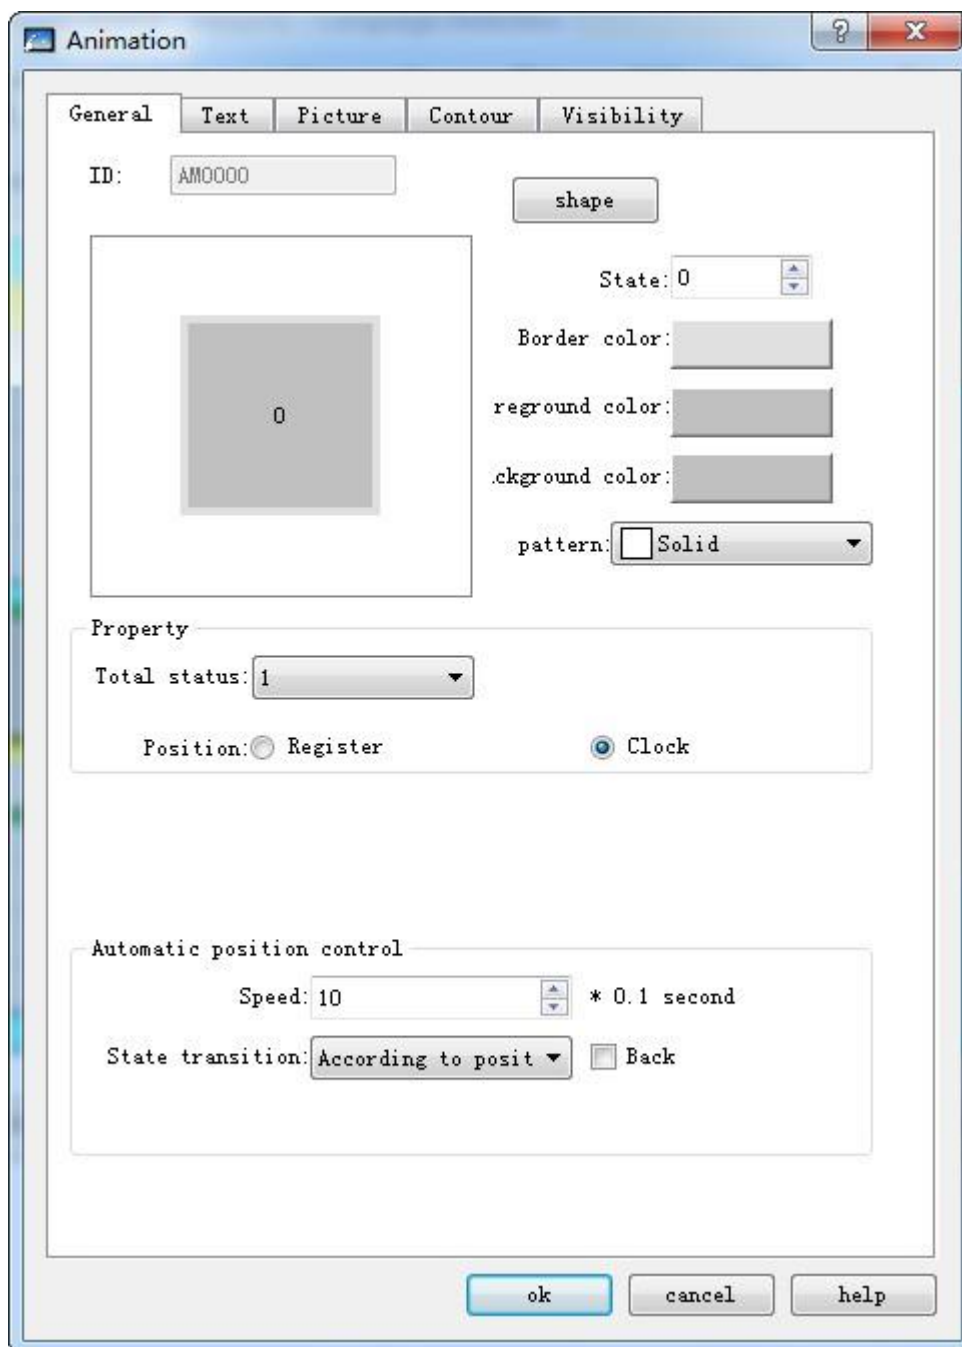 Animation
General Text Picture Contour Visibility
ID: AM0000
shape
State: 0
Border color:
0
reground color:
ckground color:
pattern: Solid
Property
Total status: 1
Position: Register Clock
Automatic position control
Speed: 10 * 0.1 second
State transition: According to posit Back
ok cancel help